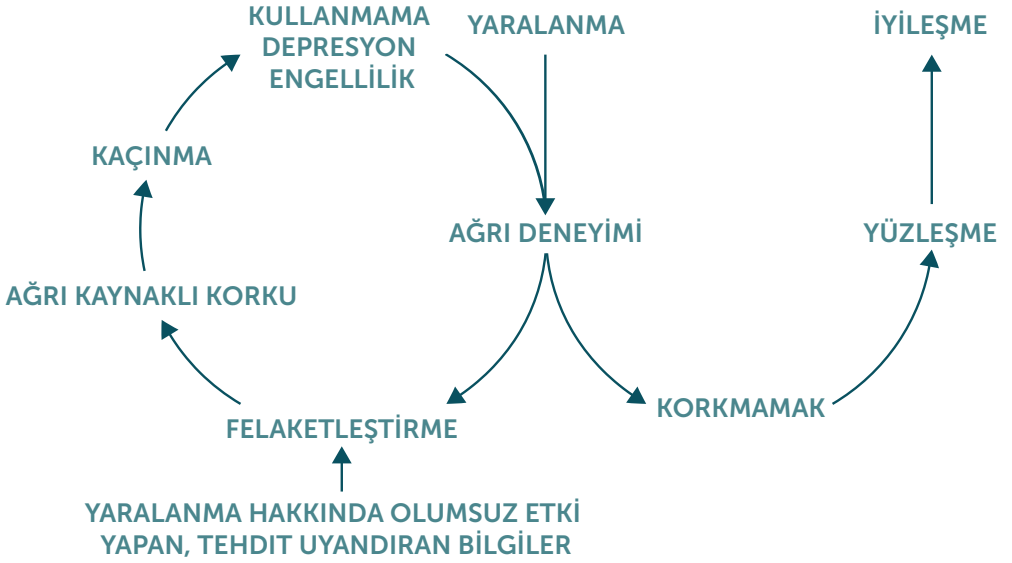 KULLANMAMA
DEPRESYON
ENGELLİLİK
YARALANMA
İYİLEŞME
KAÇINMA
AĞRI DENEYİMİ
YÜZLEŞME
AĞRI KAYNAKLI KORKU
KORKMAMAK
FELAKETLEŞTİRME
YARALANMA HAKKINDA OLUMSUZ ETKİ
YAPAN, TEHDIT UYANDIRAN BİLGİLER